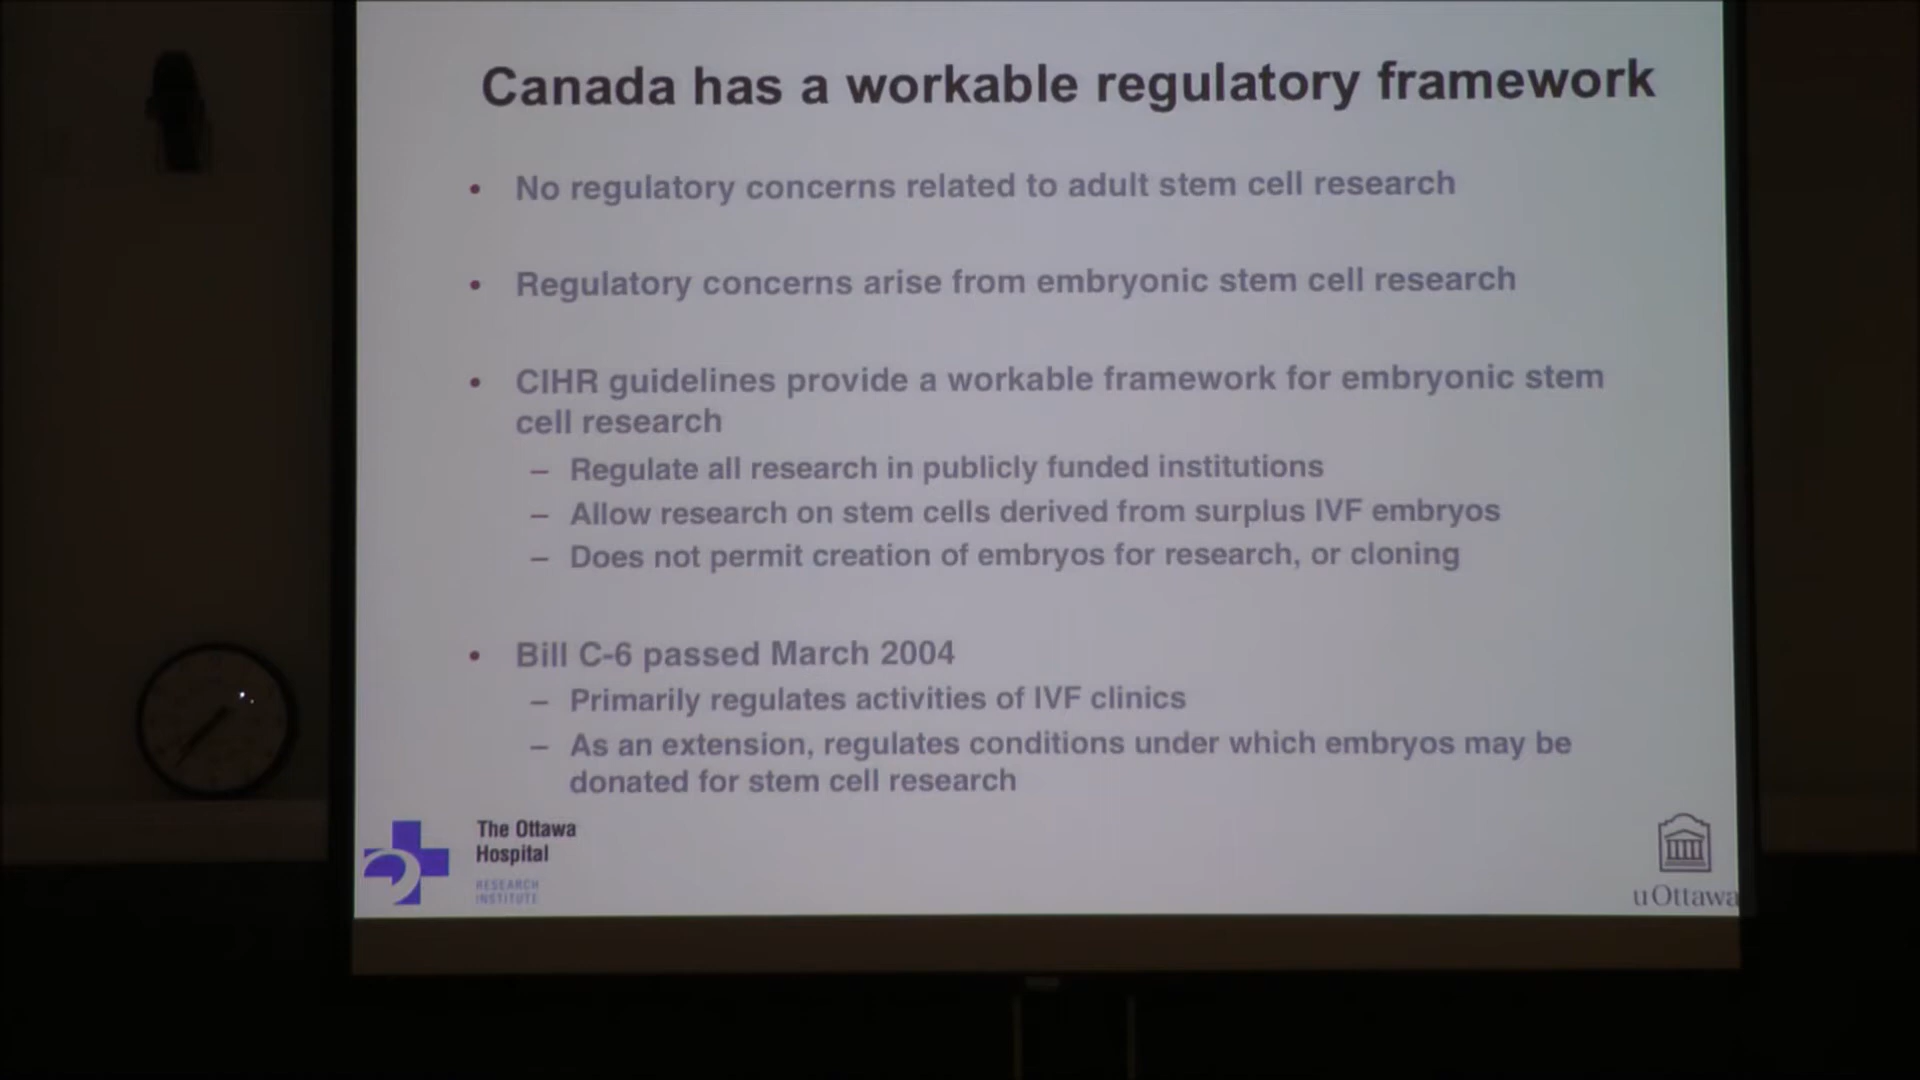 Canada has a workable regulatory framework
• No regulatory concerns related to adult stem cell research
• Regulatory concerns arise from embryonic stem cell research
• CIHR guidelines provide a workable framework for embryonic stem
cell research
– Regulate all research in publicly funded institutions
– Allow research on stem cells derived from surplus IVF embryos
– Does not permit creation of embryos for research, or cloning
• Bill C-6 passed March 2004
– Primarily regulates activities of IVF clinics
– As an extension, regulates conditions under which embryos may be
donated for stem cell research
The Ottawa
Hospital
RESEARCH
INSTITUTE
uOttawa